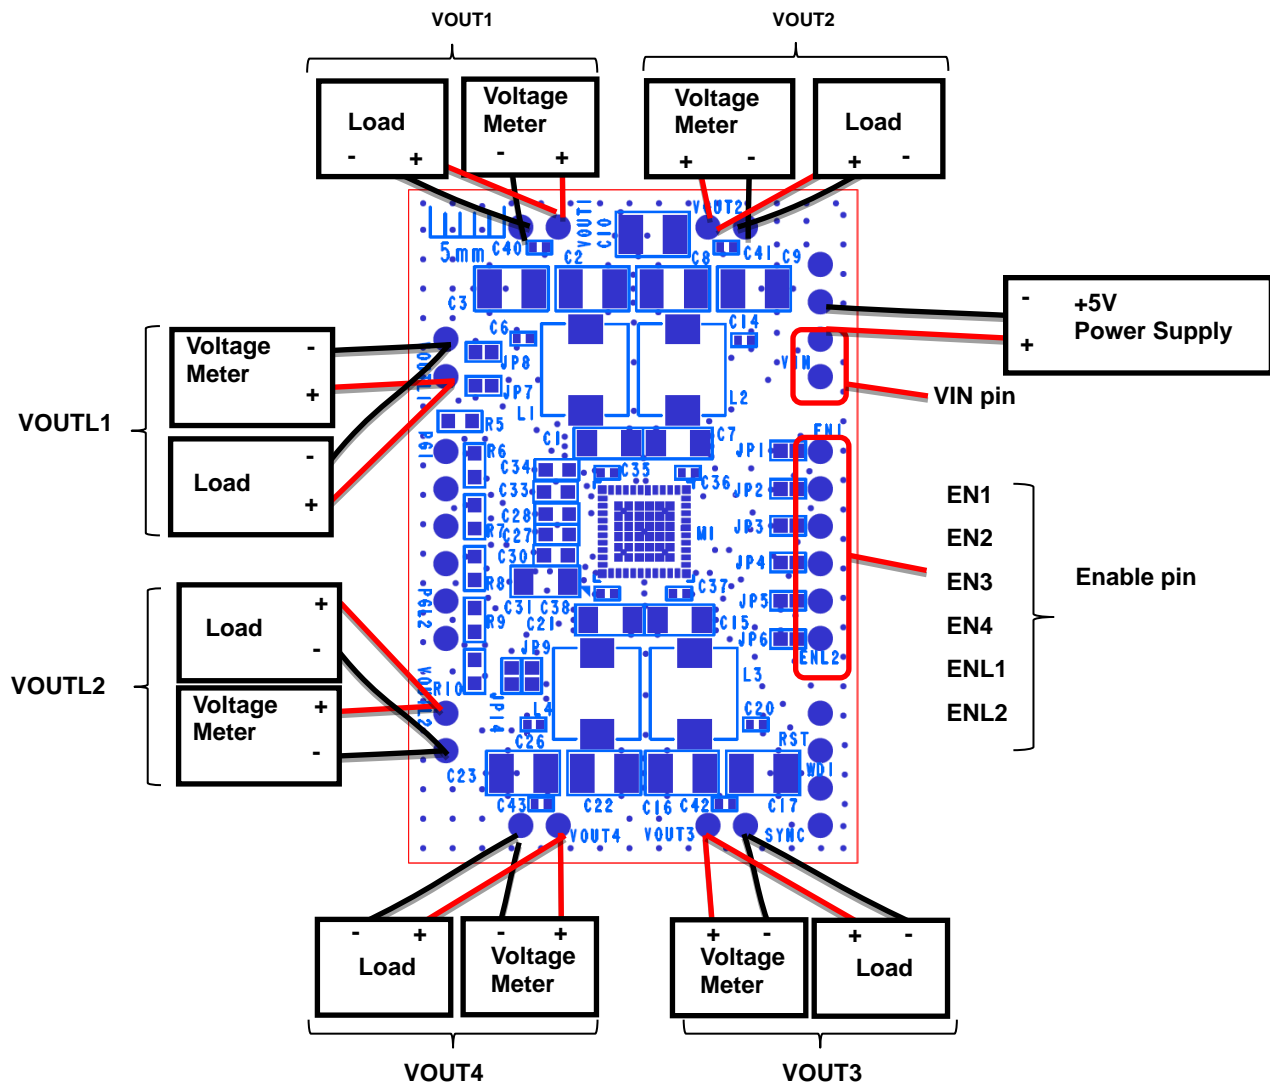 VOUT1
VOUT2
Load
- +
Voltage
Meter
- +
Voltage
Meter
+ -
Load
+ -
5mm
C40
VOUT1
C10
VOUT2
C41
C9
C3
C2
C8
-
+5V
Power Supply
+
Voltage
Meter
-
+
VOUTL1
Load
-
+
C6
JP8
JP7
L1
L2
C14
VIN
VIN pin
R5
PG1
C1
C7
EN1
R6
C34
C35
C36
JP1
C33
JP2
C28
R7
C27
M1
JP3
C30
JP4
R8
C31
C38
C37
JP5
PGL2
R9
C21
C15
JP6
ENL2
EN1
EN2
EN3
EN4
ENL1
ENL2
Enable pin
VOUTL2
Load
+
-
Voltage
Meter
+
-
JP9
R10
JP14
L4
L3
C26
C20
RST
WDI
C23
C43
C22
C16
C42
C17
VOUT4
VOUT3
SYNC
- +
Load
- +
Voltage
Meter
+ -
Voltage
Meter
+ -
Load
VOUT4
VOUT3